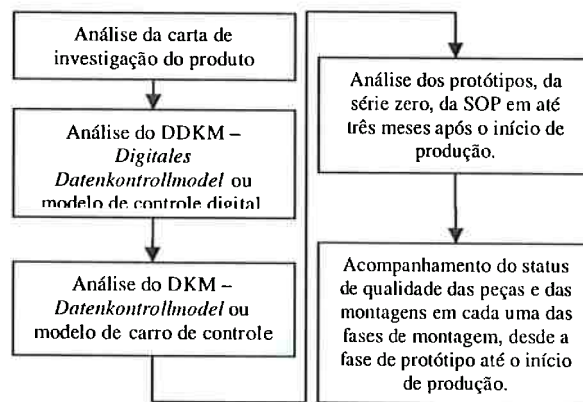 Análise da carta de
investigação do produto
Análise do DDKM –
Digitales
Datenkontrollmodel ou
modelo de controle digital
Análise do DKM –
Datenkontrollmodel ou
modelo de carro de controle
Análise dos protótipos, da
série zero, da SOP em até
três meses após o início de
produção.
Acompanhamento do status
de qualidade das peças e das
montagens em cada uma das
fases de montagem, desde a
fase de protótipo até o início
de produção.